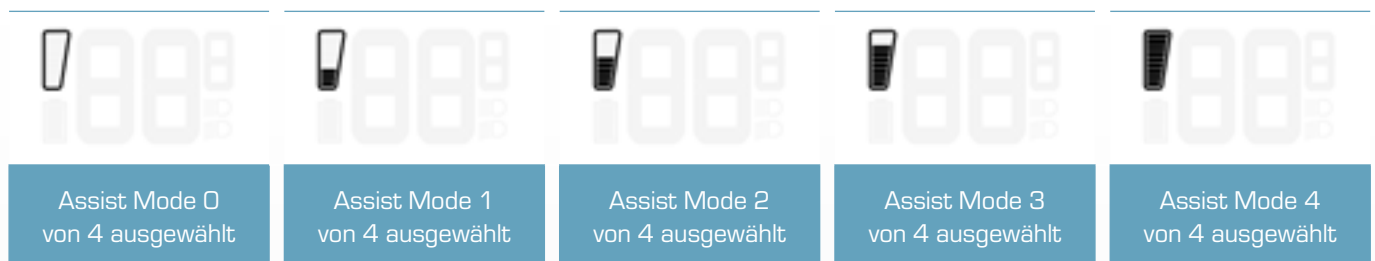 Assist Mode 0
von 4 ausgewählt
Assist Mode 1
von 4 ausgewählt
Assist Mode 2
von 4 ausgewählt
Assist Mode 3
von 4 ausgewählt
Assist Mode 4
von 4 ausgewählt